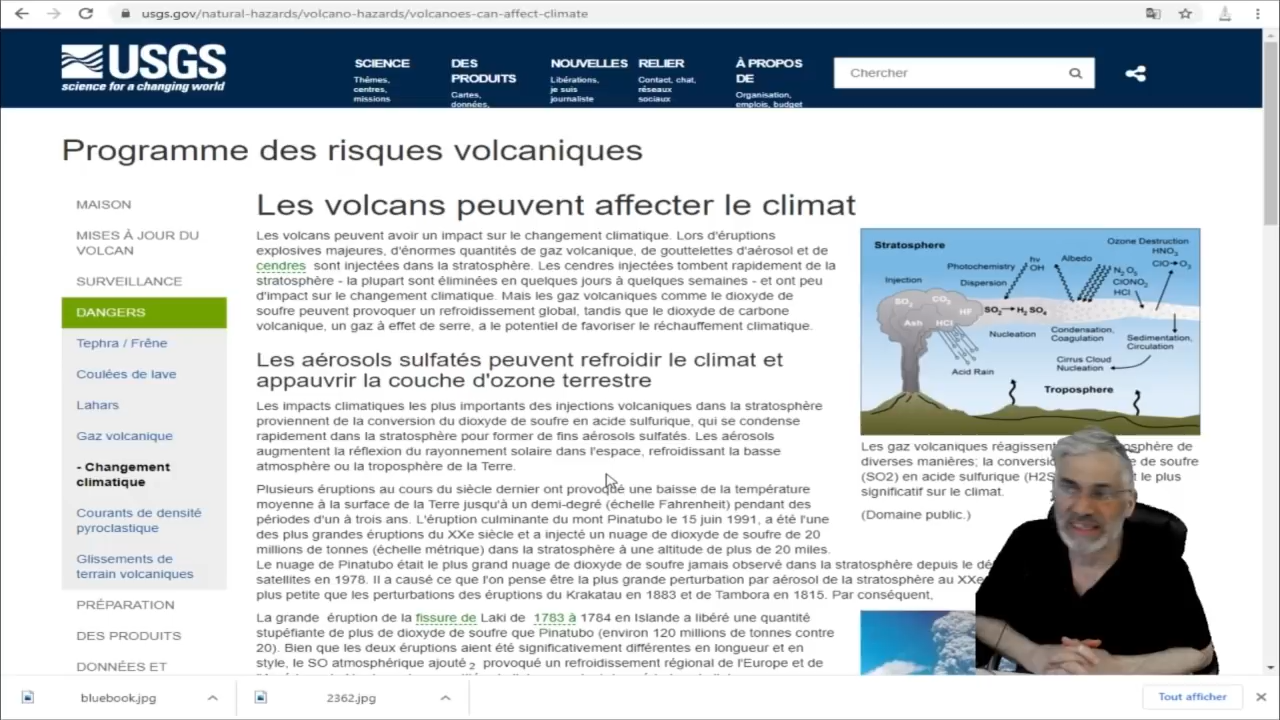 usgs.gov/natural-hazards/volcano-hazards/volcanoes-can-affect-climate
USGS
science for a changing world
SCIENCE
Thèmes,
centres,
missions
DES
PRODUITS
Cartes,
données,
NOUVELLES
Libérations,
je suis
journaliste
RELIER
Contact, chat,
réseaux
sociaux
À PROPOS
DE
Organisation,
emplois, budget
Chercher
Programme des risques volcaniques
MAISON
MISES À JOUR DU
VOLCAN
SURVEILLANCE
DANGERS
Tephra / Frêne
Coulées de lave
Lahars
Gaz volcanique
- Changement
climatique
Courants de densité
pyroclastique
Glissements de
terrain volcaniques
PRÉPARATION
DES PRODUITS
DONNÉES ET
Les volcans peuvent affecter le climat
Les volcans peuvent avoir un impact sur le changement climatique. Lors d'éruptions
explosives majeures, d'énormes quantités de gaz volcanique, de gouttelettes d'aérosol et de
cendres sont injectées dans la stratosphère. Les cendres injectées tombent rapidement de la
stratosphère - la plupart sont éliminées en quelques jours à quelques semaines - et ont peu
d'impact sur le changement climatique. Mais les gaz volcaniques comme le dioxyde de
soufre peuvent provoquer un refroidissement global, tandis que le dioxyde de carbone
volcanique, un gaz à effet de serre, a le potentiel de favoriser le réchauffement climatique.
Les aérosols sulfatés peuvent refroidir le climat et
appauvrir la couche d'ozone terrestre
Les impacts climatiques les plus importants des injections volcaniques dans la stratosphère
proviennent de la conversion du dioxyde de soufre en acide sulfurique, qui se condense
rapidement dans la stratosphère pour former de fins aérosols sulfatés. Les aérosols
augmentent la réflexion du rayonnement solaire dans l'espace, refroidissant la basse
atmosphère ou la troposphère de la Terre.
Plusieurs éruptions au cours du siècle dernier ont provoqué une baisse de la température
moyenne à la surface de la Terre jusqu'à un demi-degré (échelle Fahrenheit) pendant des
périodes d'un à trois ans. L'éruption culminante du mont Pinatubo le 15 juin 1991, a été l'une
des plus grandes éruptions du XXe siècle et a injecté un nuage de dioxyde de soufre de 20
millions de tonnes (échelle métrique) dans la stratosphère à une altitude de plus de 20 miles.
Le nuage de Pinatubo était le plus grand nuage de dioxyde de soufre jamais observé dans la stratosphère depuis le dé
satellites en 1978. Il a causé ce que l'on pense être la plus grande perturbation par aérosol de la stratosphère au XXe
plus petite que les perturbations des éruptions du Krakatau en 1883 et de Tambora en 1815. Par conséquent,
La grande éruption de la fissure de Laki de 1783 à 1784 en Islande a libéré une quantité
stupéfiante de plus de dioxyde de soufre que Pinatubo (environ 120 millions de tonnes contre
20). Bien que les deux éruptions aient été significativement différentes en longueur et en
style, le SO atmosphérique ajouté 2 provoqué un refroidissement régional de l'Europe et de
Stratosphere
Ozone Destruction
HNO3
ClO→O3
hv
OH
Albedo
Photochemistry
N2O5
ClONO2
HCl
Injection
Dispersion
SO2
CO2
HF
Ash
HCl
SO2→H2SO4
Nucleation
Condensation,
Coagulation
Sedimentation,
Circulation
Cirrus Cloud
Nucleation
Acid Rain
Troposphere
Les gaz volcaniques réagissent osphère de
diverses manières; la conversi e de soufre
(SO2) en acide sulfurique (H2S t le plus
significatif sur le climat.
(Domaine public.)
bluebook.jpg
2362.jpg
Tout afficher